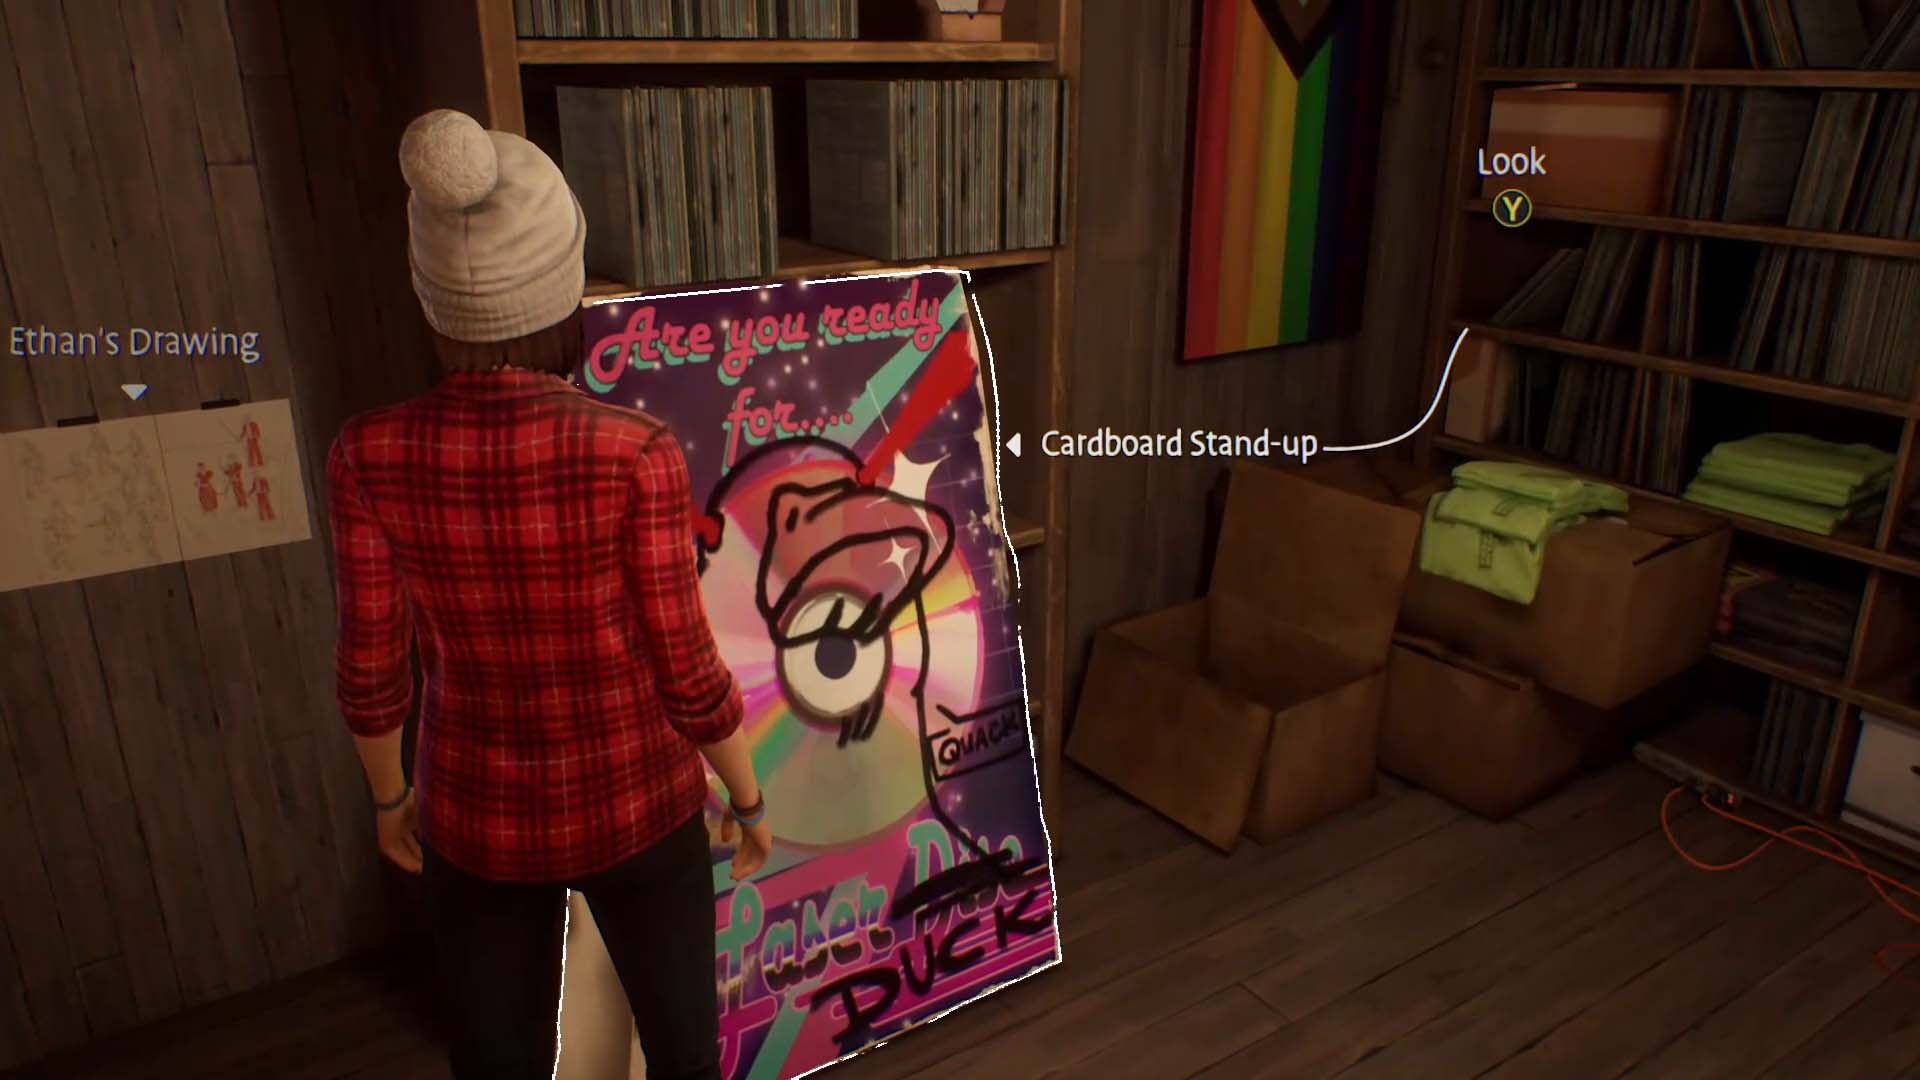 Look
Y
Ethan's Drawing
Are you ready
for....
Cardboard Stand-up
QUACK
Laser Disc
DUCK